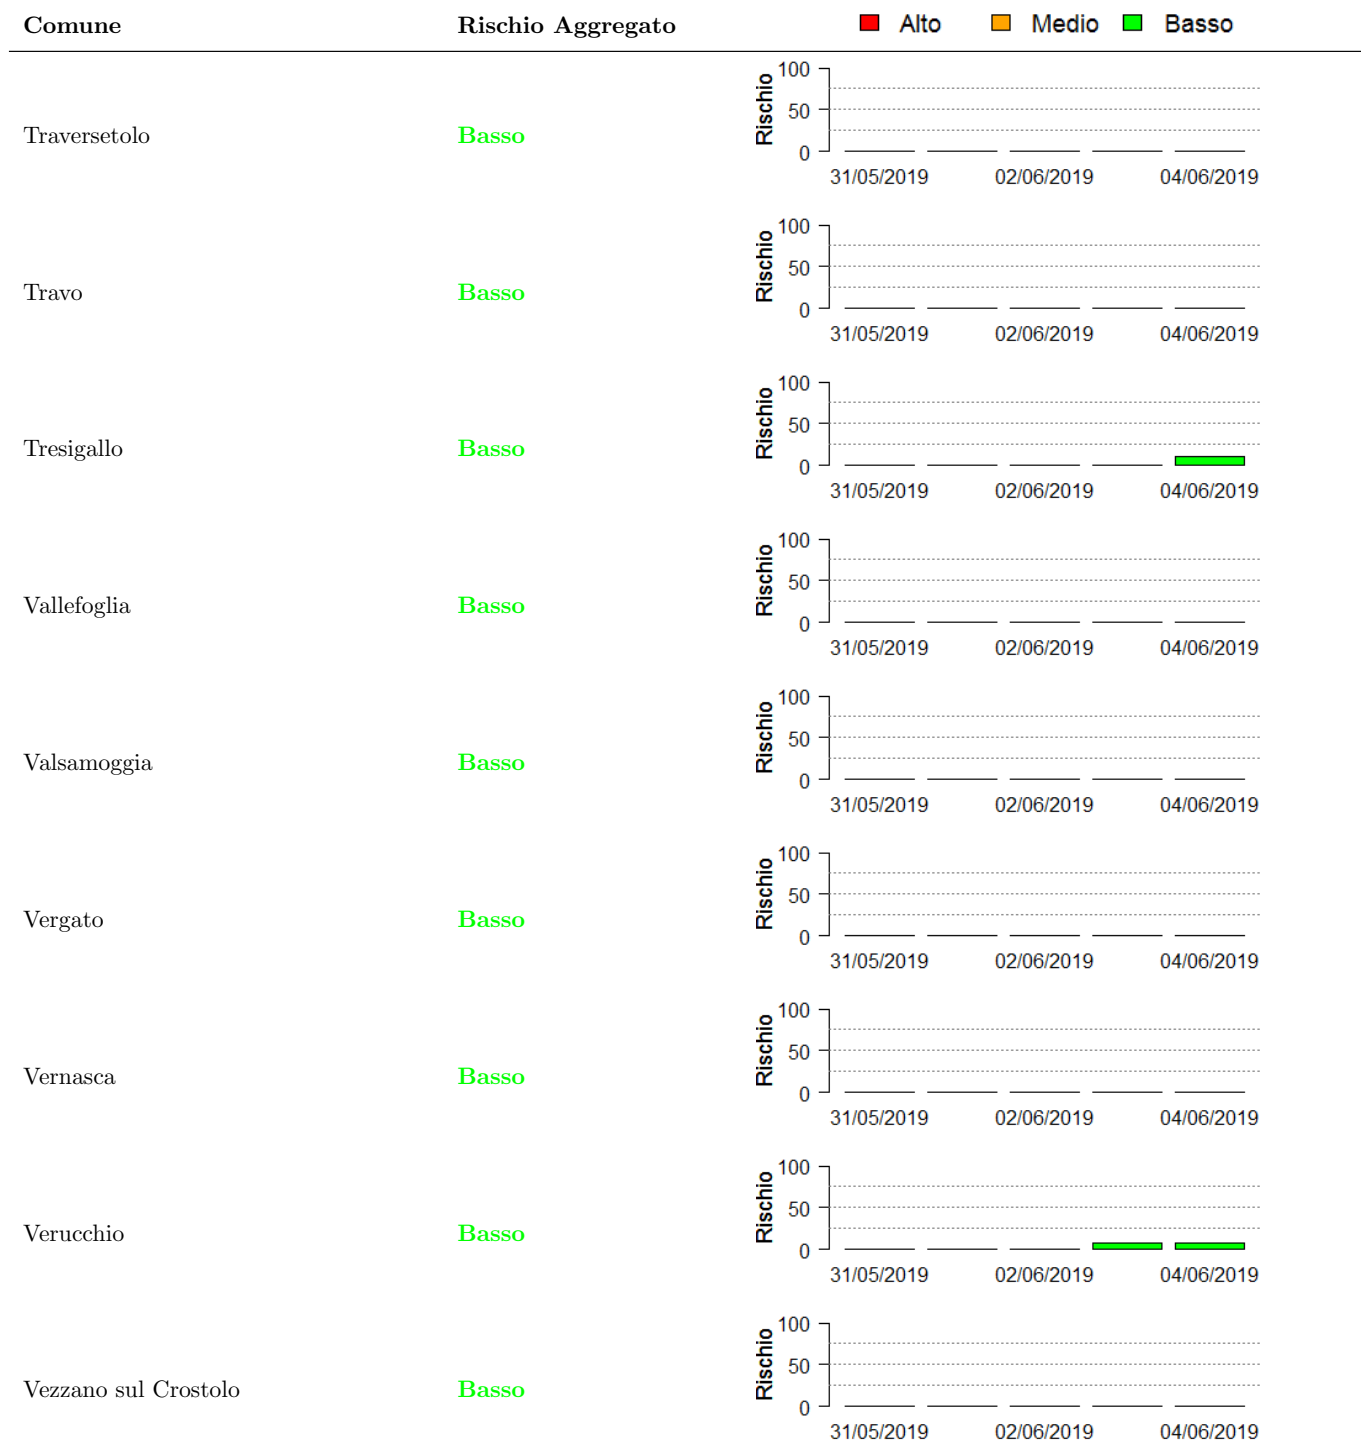 Comune Rischio Aggregato Alto Medio Basso
Traversetolo Basso Rischio 100 50 0
31/05/2019 02/06/2019 04/06/2019
Travo Basso Rischio 100 50 0
31/05/2019 02/06/2019 04/06/2019
Tresigallo Basso Rischio 100 50 0
31/05/2019 02/06/2019 04/06/2019
Vallefoglia Basso Rischio 100 50 0
31/05/2019 02/06/2019 04/06/2019
Valsamoggia Basso Rischio 100 50 0
31/05/2019 02/06/2019 04/06/2019
Vergato Basso Rischio 100 50 0
31/05/2019 02/06/2019 04/06/2019
Vernasca Basso Rischio 100 50 0
31/05/2019 02/06/2019 04/06/2019
Verucchio Basso Rischio 100 50 0
31/05/2019 02/06/2019 04/06/2019
Vezzano sul Crostolo Basso Rischio 100 50 0
31/05/2019 02/06/2019 04/06/2019